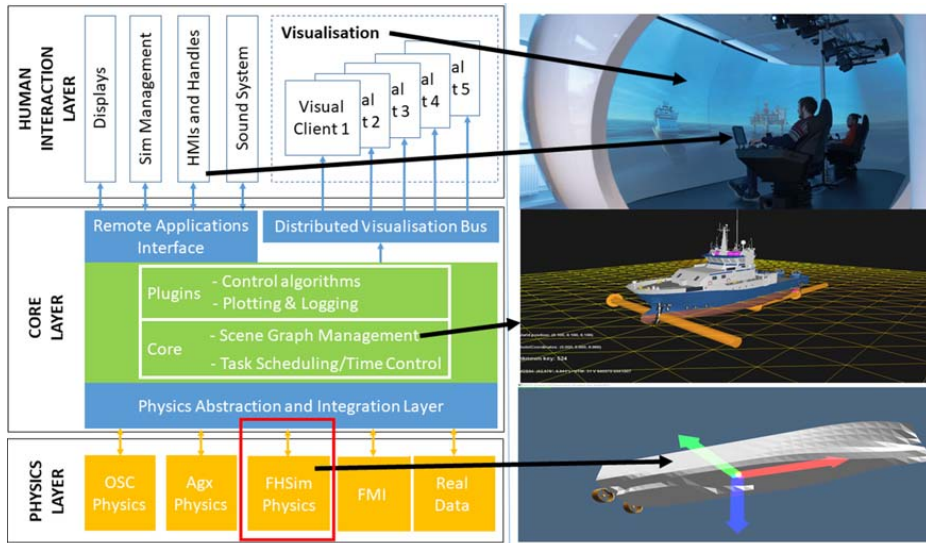 HUMAN
INTERACTION
LAYER
Displays
Sim Management
HMIs and Handles
Sound System
Visualisation
Visual
Client 1
al
t 2
al
t 3
al
t 4
al
t 5
Remote Applications
Interface
Distributed Visualisation Bus
CORE
LAYER
Plugins
- Control algorithms
- Plotting & Logging
Core
- Scene Graph Management
- Task Scheduling/Time Control
Physics Abstraction and Integration Layer
PHYSICS
LAYER
OSC
Physics
Agx
Physics
FHSim
Physics
FMI
Real
Data